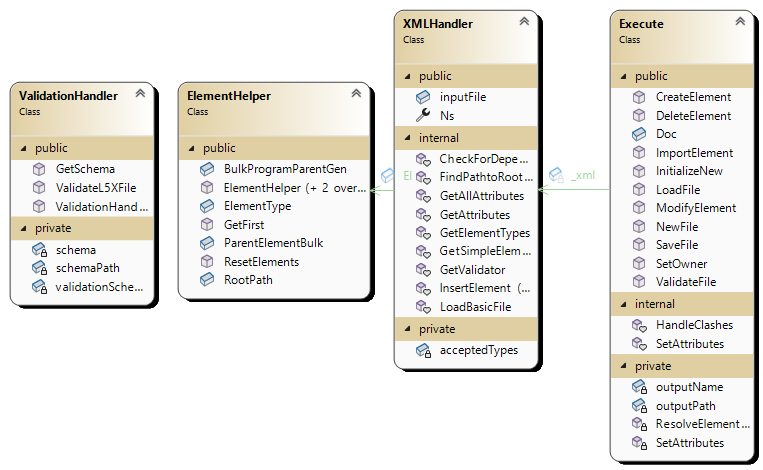 ValidationHandler
Class
public
GetSchema
ValidateL5XFile
ValidationHand...
private
schema
schemaPath
validationSche...
ElementHelper
Class
public
BulkProgramParentGen
ElementHelper (+ 2 over...
ElementType
GetFirst
ParentElementBulk
ResetElements
RootPath
El
XMLHandler
Class
public
inputFile
Ns
internal
CheckForDepe...
FindPathtoRoot...
GetAllAttributes
GetAttributes
GetElementTypes
GetSimpleElem...
GetValidator
InsertElement (...
LoadBasicFile
private
acceptedTypes
_xml
Execute
Class
public
CreateElement
DeleteElement
Doc
ImportElement
InitializeNew
LoadFile
ModifyElement
NewFile
SaveFile
SetOwner
ValidateFile
internal
HandleClashes
SetAttributes
private
outputName
outputPath
ResolveElement...
SetAttributes